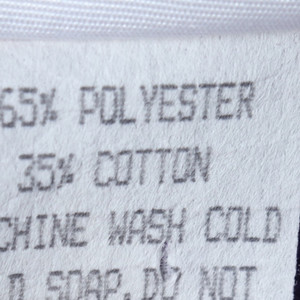 65% POLYESTER
35% COTTON
CHINE WASH COLD
D SOAP.DO NOT